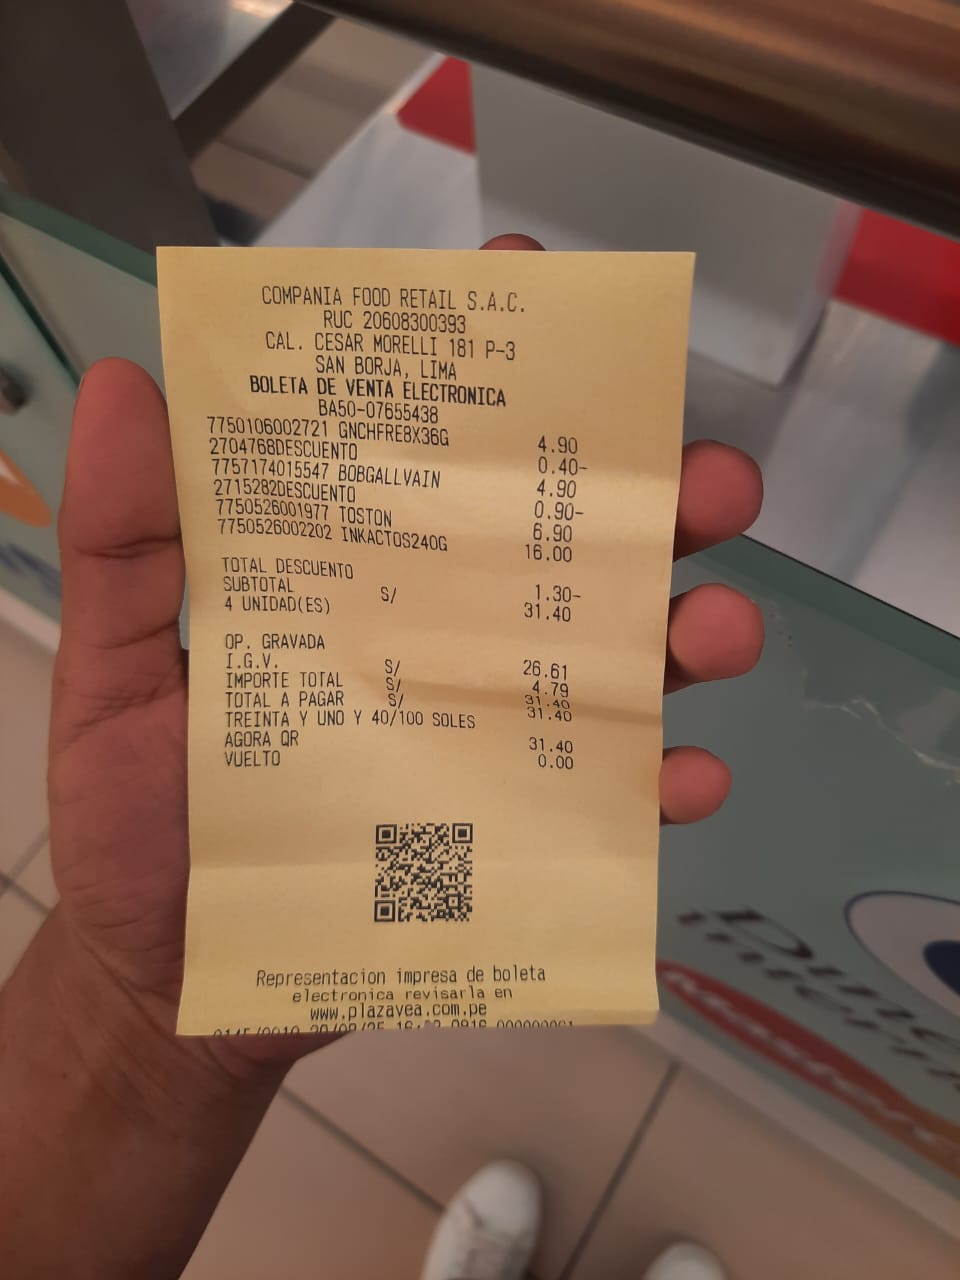 COMPANIA FOOD RETAIL S.A.C.
RUC 20608300393
CAL. CESAR MORELLI 181 P-3
SAN BORJA, LIMA
BOLETA DE VENTA ELECTRONICA
BA50-07655438
7750106002721 GNCHFRE8X36G 4.90
2704768DESCUENTO 0.40-
7757174015547 BOBGALLVAIN 4.90
2715282DESCUENTO 0.90-
7750526001977 TOSTON 6.90
7750526002202 INKACTOS240G 16.00
TOTAL DESCUENTO 1.30-
SUBTOTAL S/ 31.40
4 UNIDAD(ES)
OP. GRAVADA S/ 26.61
I.G.V. S/ 4.79
IMPORTE TOTAL S/ 31.40
TOTAL A PAGAR 31.40
TREINTA Y UNO Y 40/100 SOLES
AGORA QR 31.40
VUELTO 0.00
Representacion impresa de boleta
electronica revisarla en
www.plazavea.com.pe